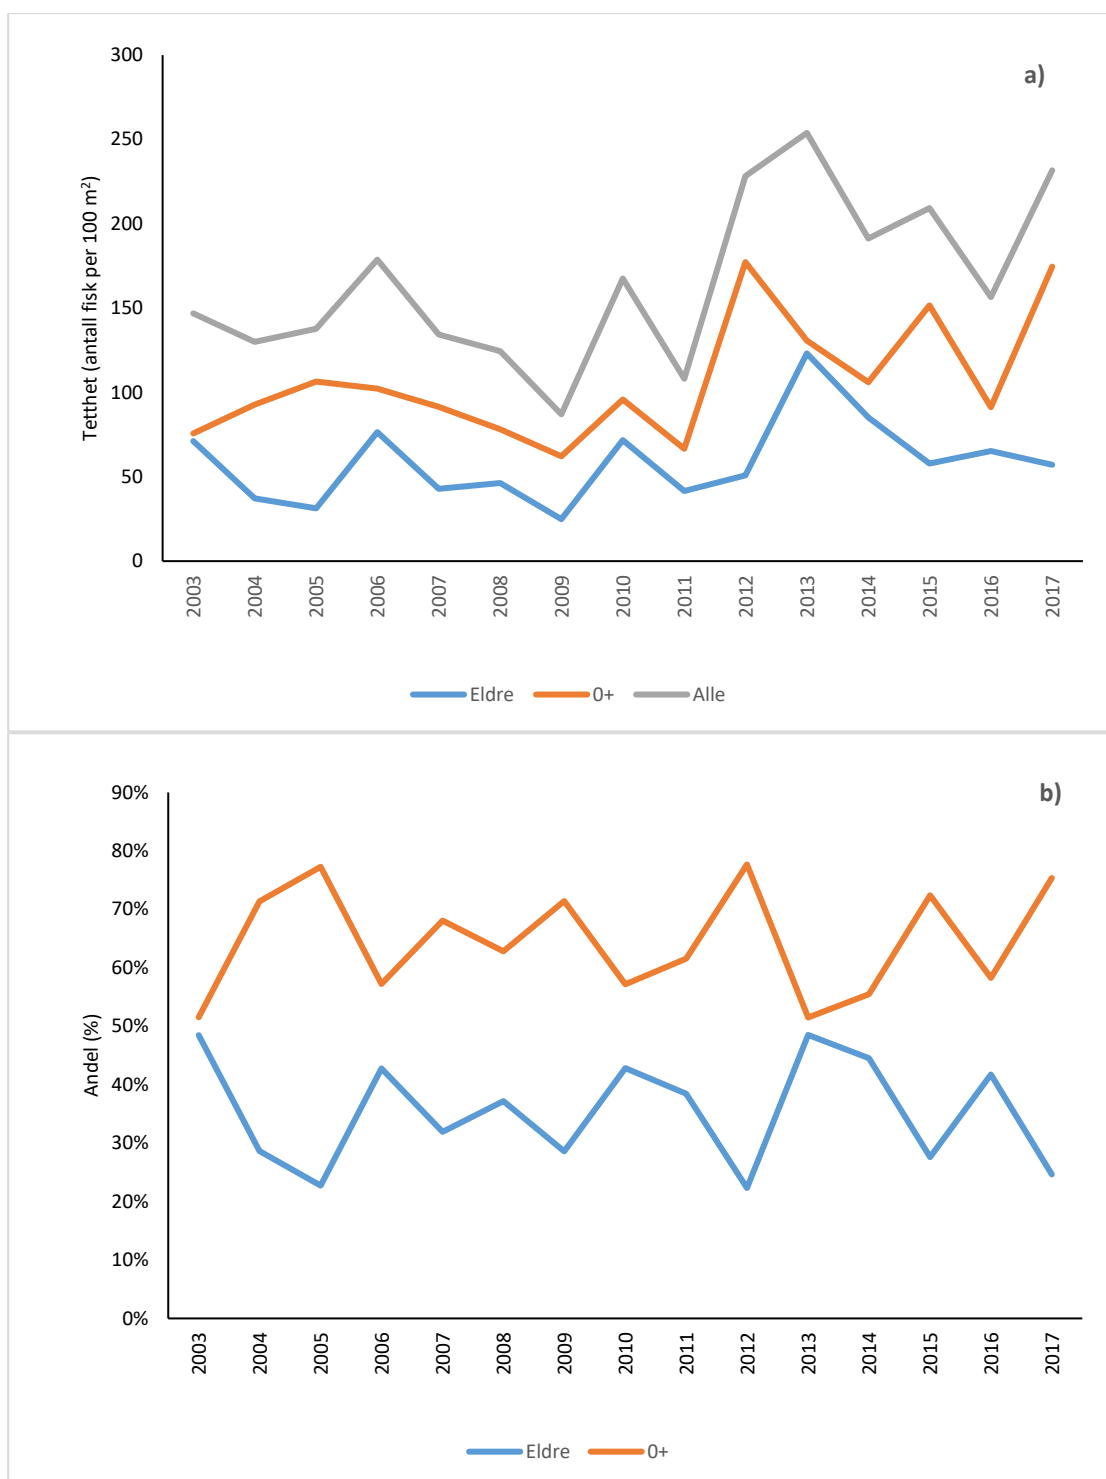 a)
Tetthet (antall fisk per 100 m²)
300
250
200
150
100
50
0
2003 2004 2005 2006 2007 2008 2009 2010 2011 2012 2013 2014 2015 2016 2017
Eldre 0+ Alle
b)
Andel (%)
90%
80%
70%
60%
50%
40%
30%
20%
10%
0%
2003 2004 2005 2006 2007 2008 2009 2010 2011 2012 2013 2014 2015 2016 2017
Eldre 0+